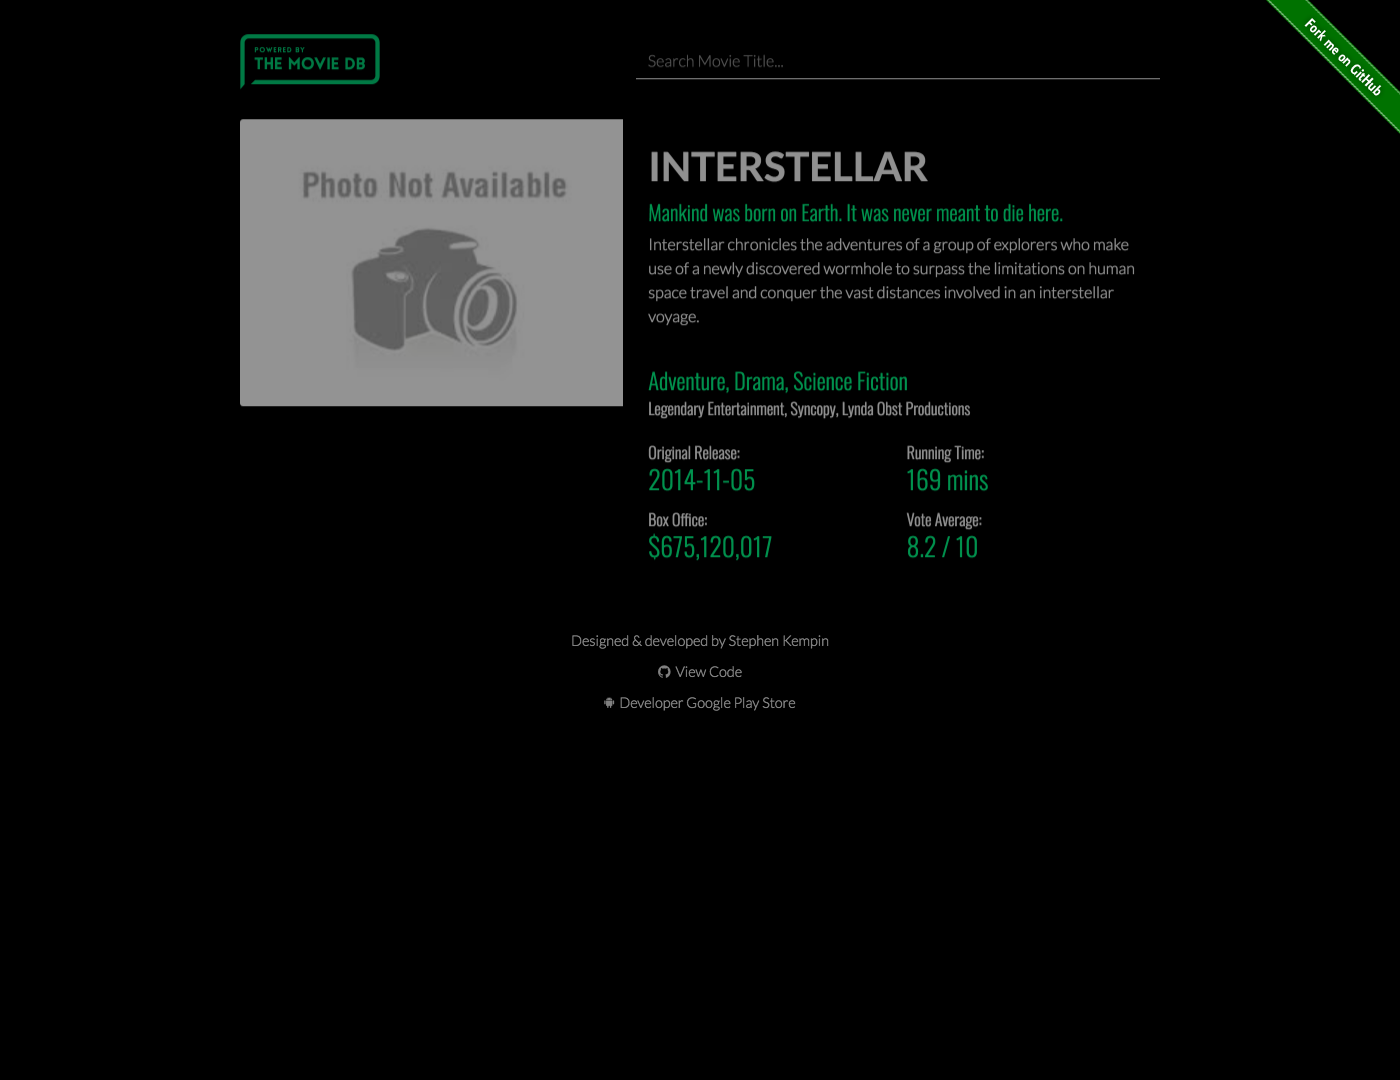 POWERED BY
THE MOVIE DB
Search Movie Title...
Fork me on GitHub
Photo Not Available
INTERSTELLAR
Mankind was born on Earth. It was never meant to die here.
Interstellar chronicles the adventures of a group of explorers who make
use of a newly discovered wormhole to surpass the limitations on human
space travel and conquer the vast distances involved in an interstellar
voyage.
Adventure, Drama, Science Fiction
Legendary Entertainment, Syncopy, Lynda Obst Productions
Original Release:
2014-11-05
Running Time:
169 mins
Box Office:
$675,120,017
Vote Average:
8.2 / 10
Designed & developed by Stephen Kempin
View Code
Developer Google Play Store